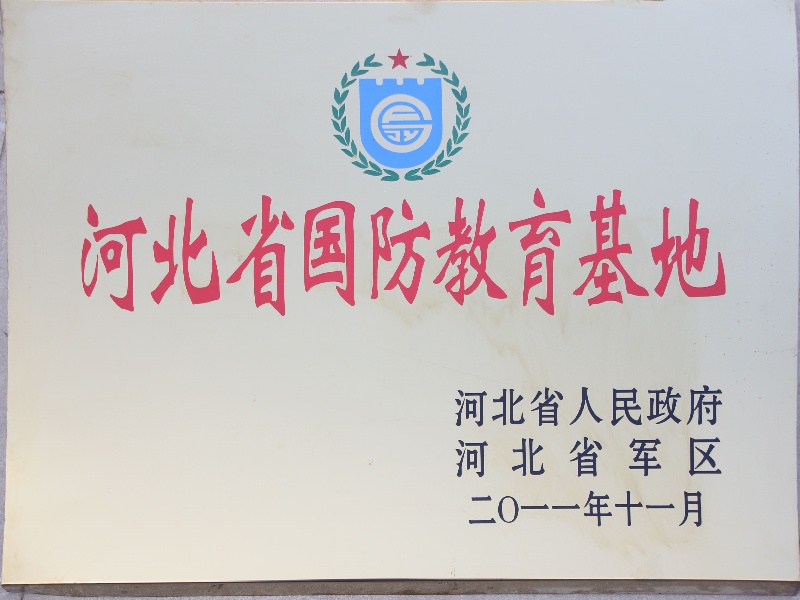 河北省国防教育基地
河北省人民政府
河北省军区
二〇一一年十一月